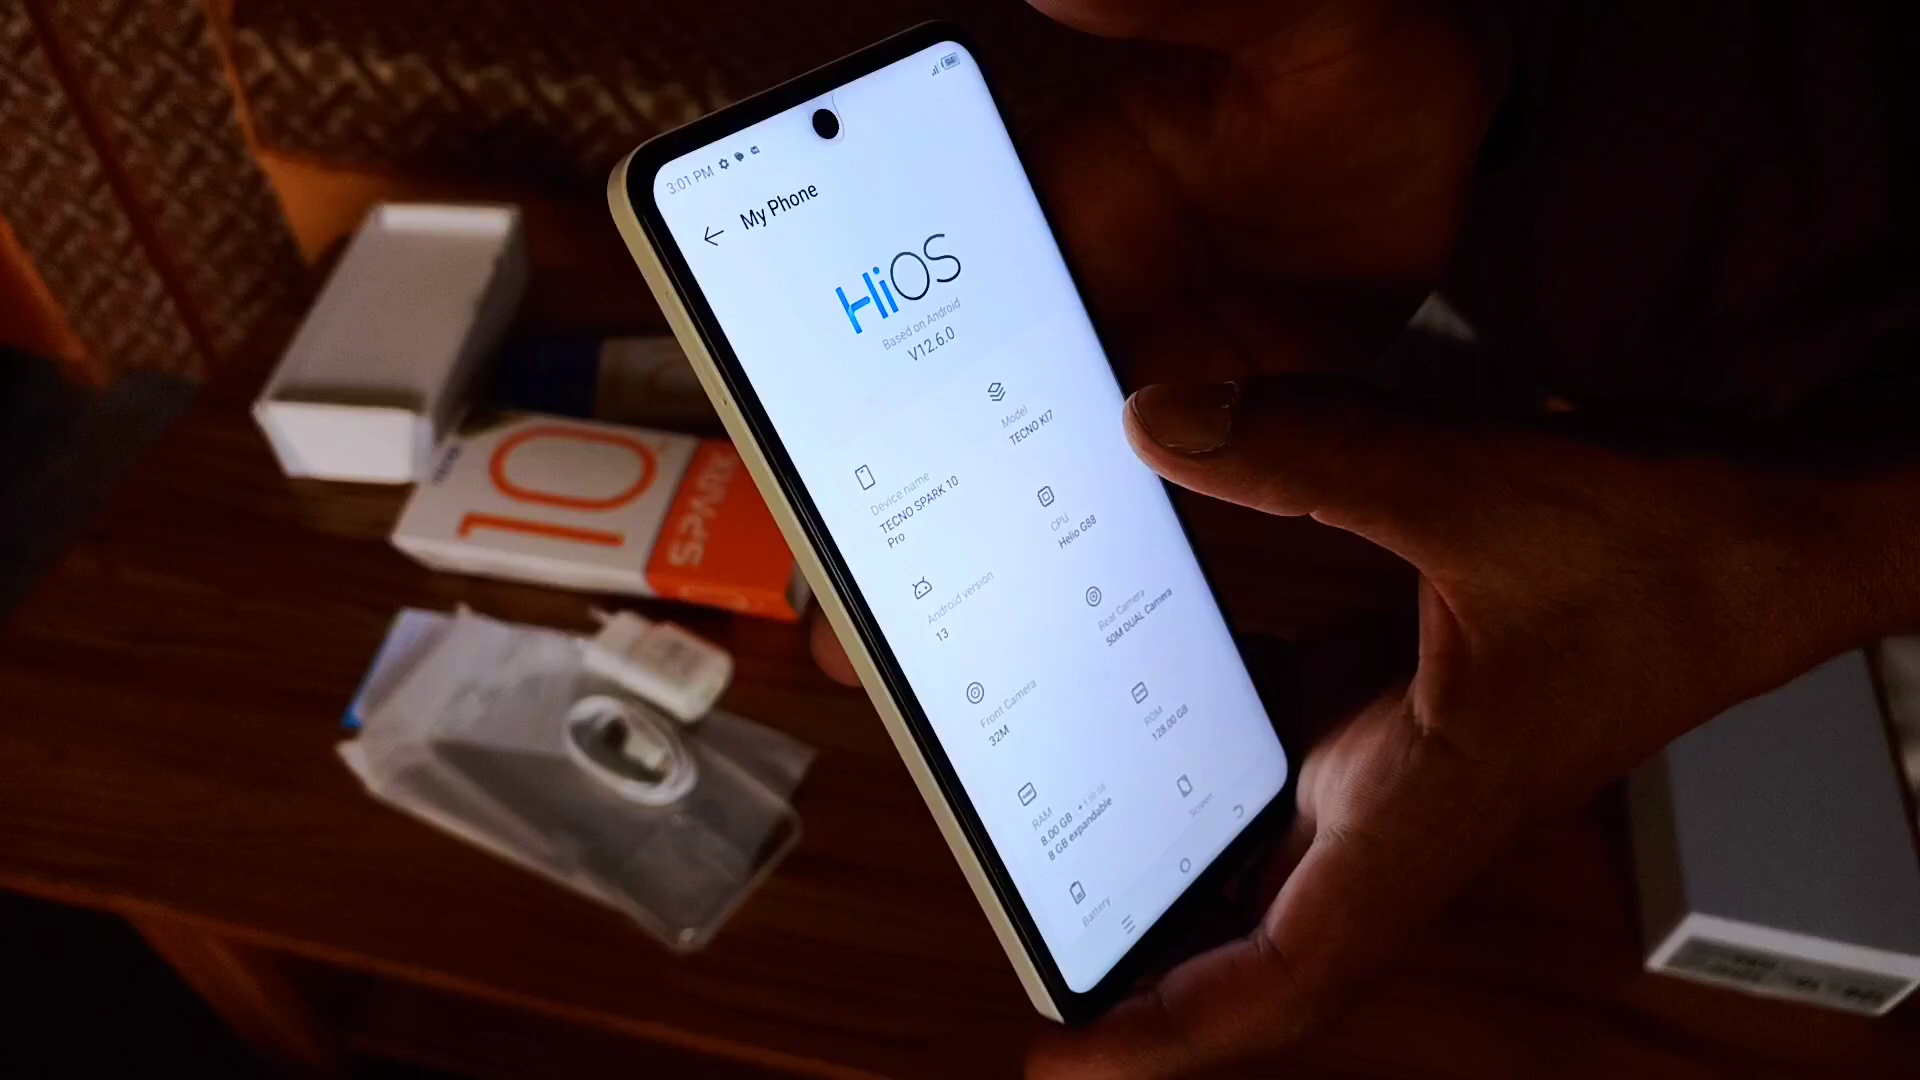 3:01 PM
My Phone
HiOS
Based on Android
V12.6.0
Device name
TECNO SPARK 10
Pro
Model
TECNO KI7
Android version
13
CPU
Helio G88
Front Camera
32M
Rear Camera
50M DUAL Camera
RAM
8.00 GB
8 GB expandable
ROM
128.00 GB
Battery
Screen
10
SPARK